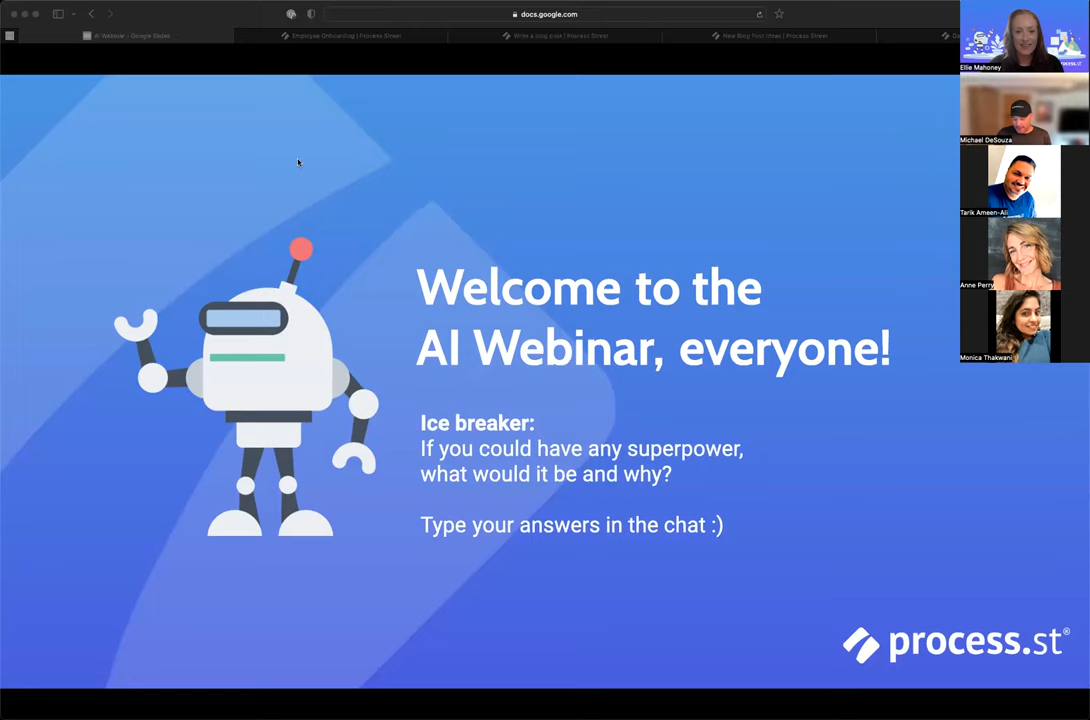 docs.google.com
AI Webinar - Google Slides
Employee Onboarding | Process Street
Write a blog post | Process Street
New Blog Post Ideas | Process Street
process.st
Ellie Mahoney
Michael DeSouza
Tarik Ameen-Ali
Anne Perry
Monica Thakwani
Welcome to the
AI Webinar, everyone!
Ice breaker:
If you could have any superpower,
what would it be and why?
Type your answers in the chat :)
process.st®